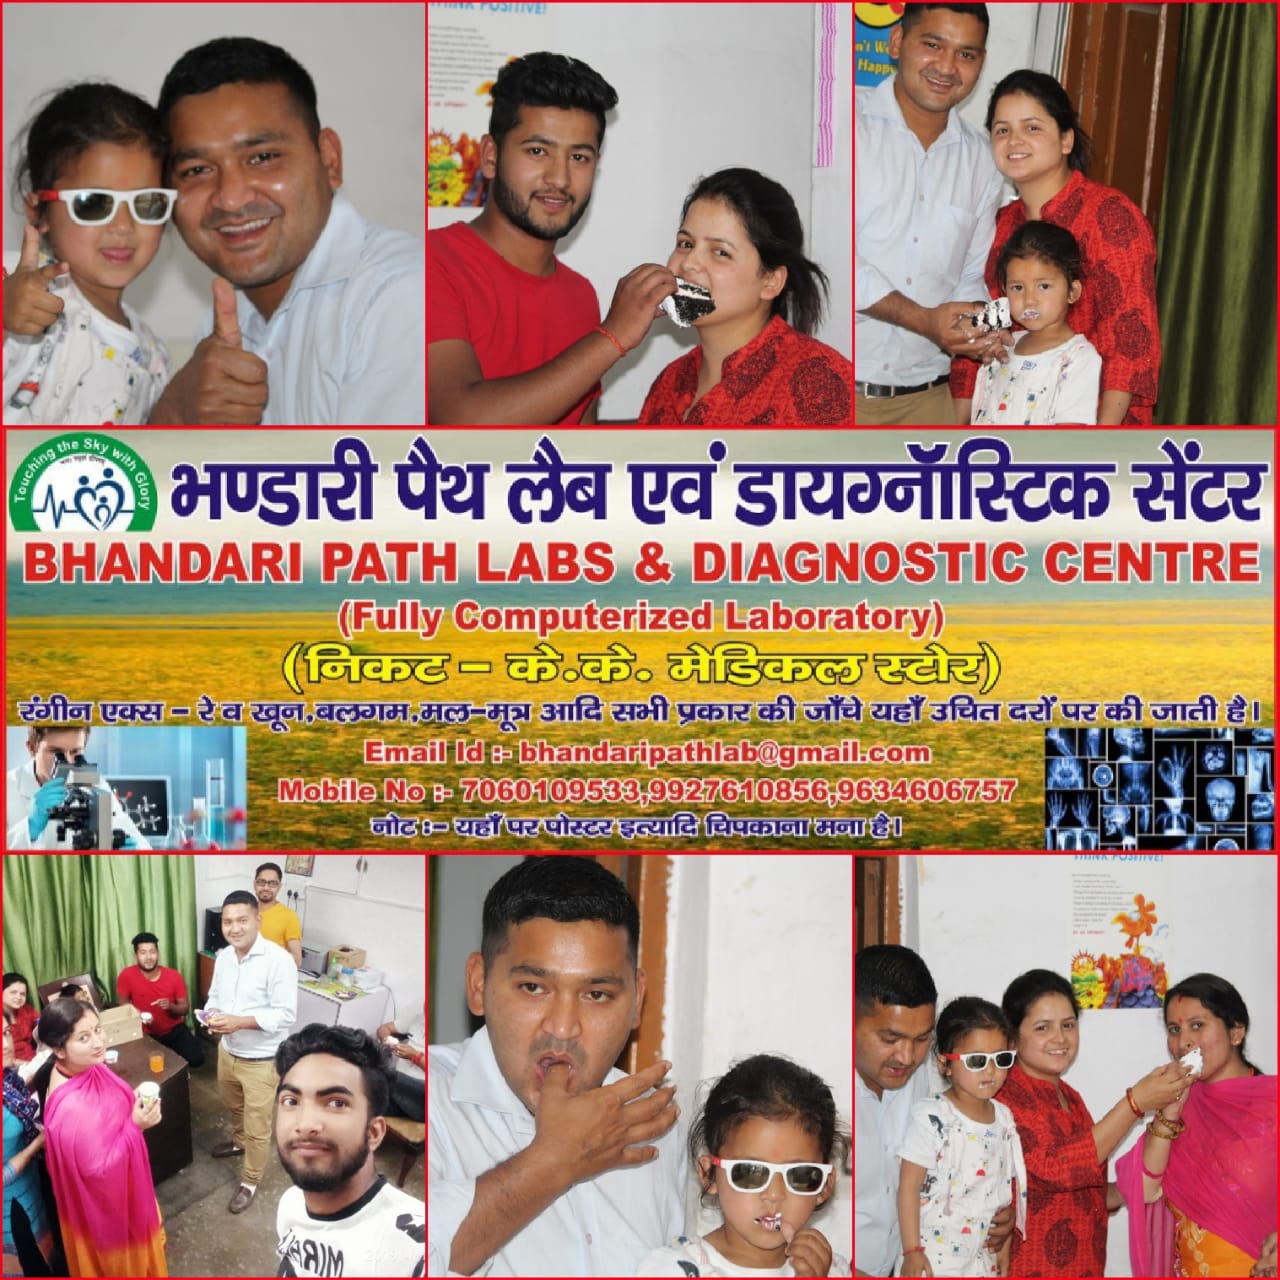 THINK POSITIVE!
Touching the Sky with Glory
भण्डारी पैथ लैब एवं डायग्नॉस्टिक सेंटर
BHANDARI PATH LABS & DIAGNOSTIC CENTRE
(Fully Computerized Laboratory)
(निकट – के.के. मेडिकल स्टोर)
रंगीन एक्स – रे व खून,बलगम,मल–मूत्र आदि सभी प्रकार की जाँचे यहाँ उचित दरों पर की जाती है।
Email Id :- bhandaripathlab@gmail.com
Mobile No :- 7060109533,9927610856,9634606757
नोट :– यहाँ पर पोस्टर इत्यादि चिपकाना मना है।
THINK POSITIVE!